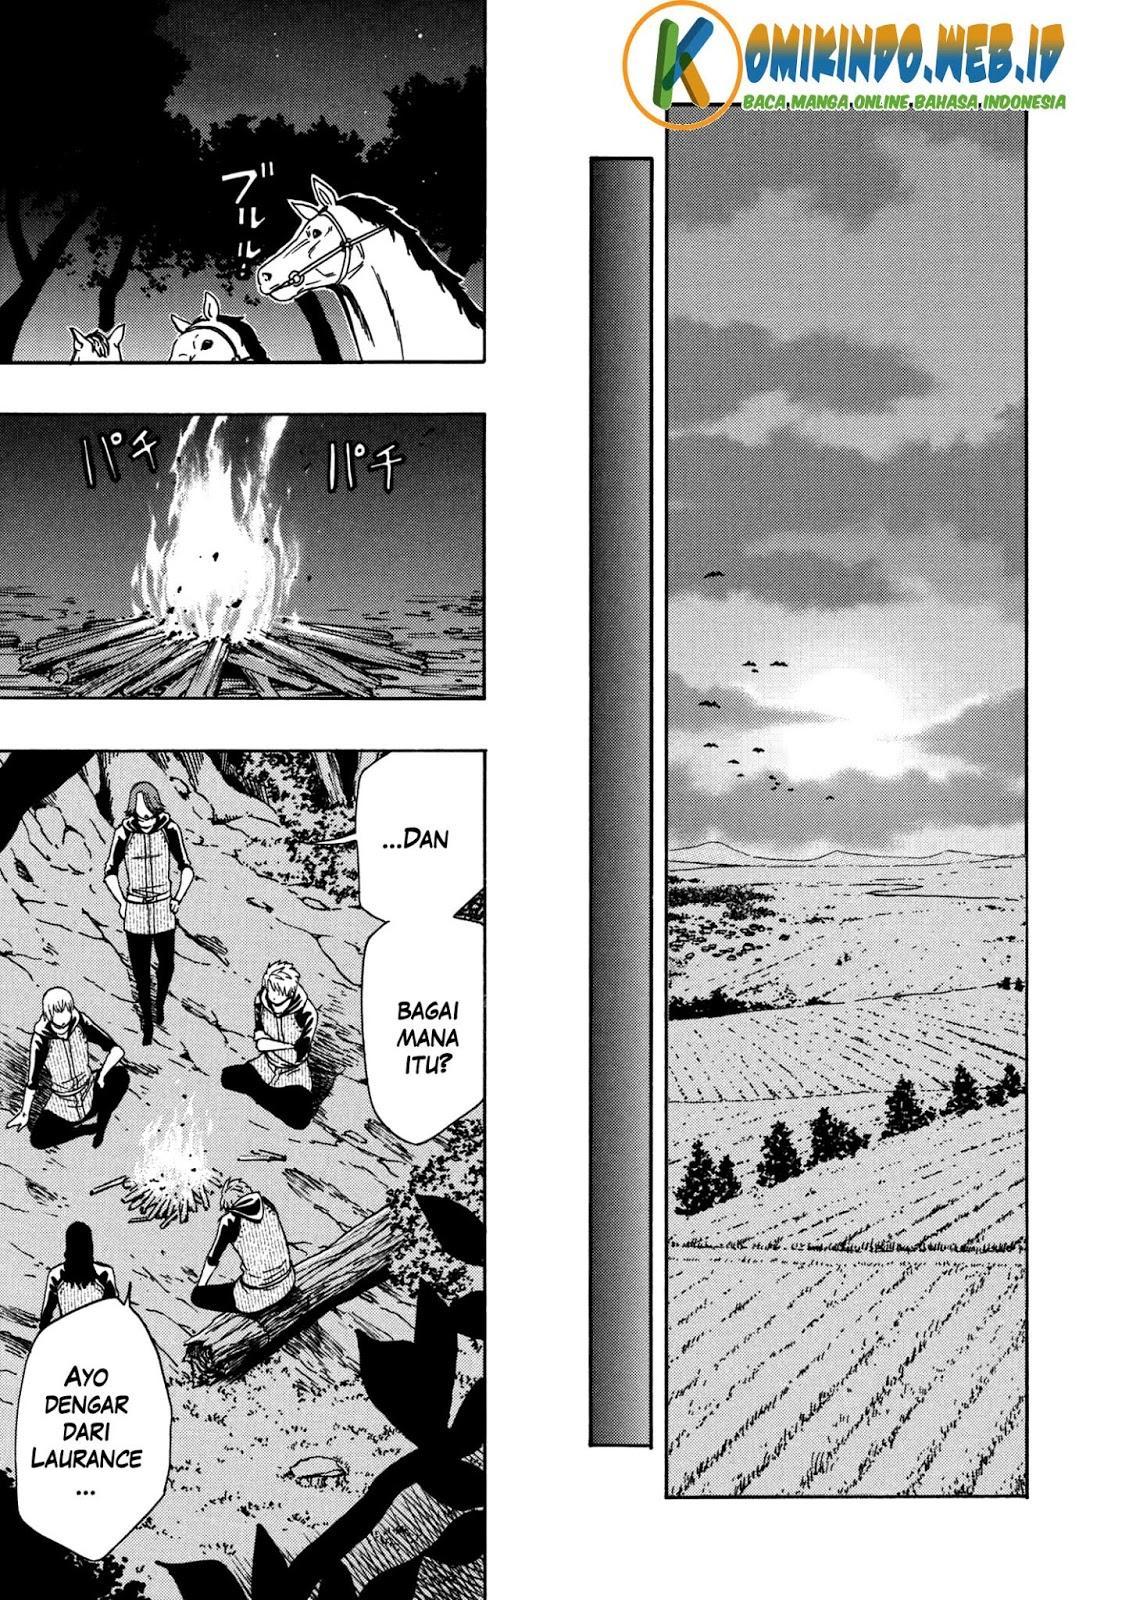 KOMIKINDO.WEB.ID
BACA MANGA ONLINE BAHASA INDONESIA
ブルルル!
パチ
パチ
...DAN
BAGAI
MANA
ITU?
AYO
DENGAR
DARI
LAURANCE
...